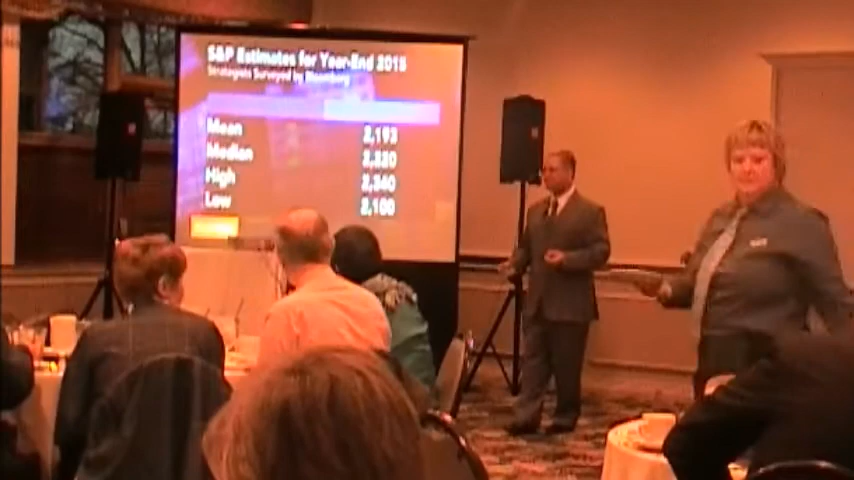 S&P Estimates for Year-End 2015
Strategists Surveyed by Bloomberg
Mean 2,193
Median 2,220
High 2,340
Low 2,100